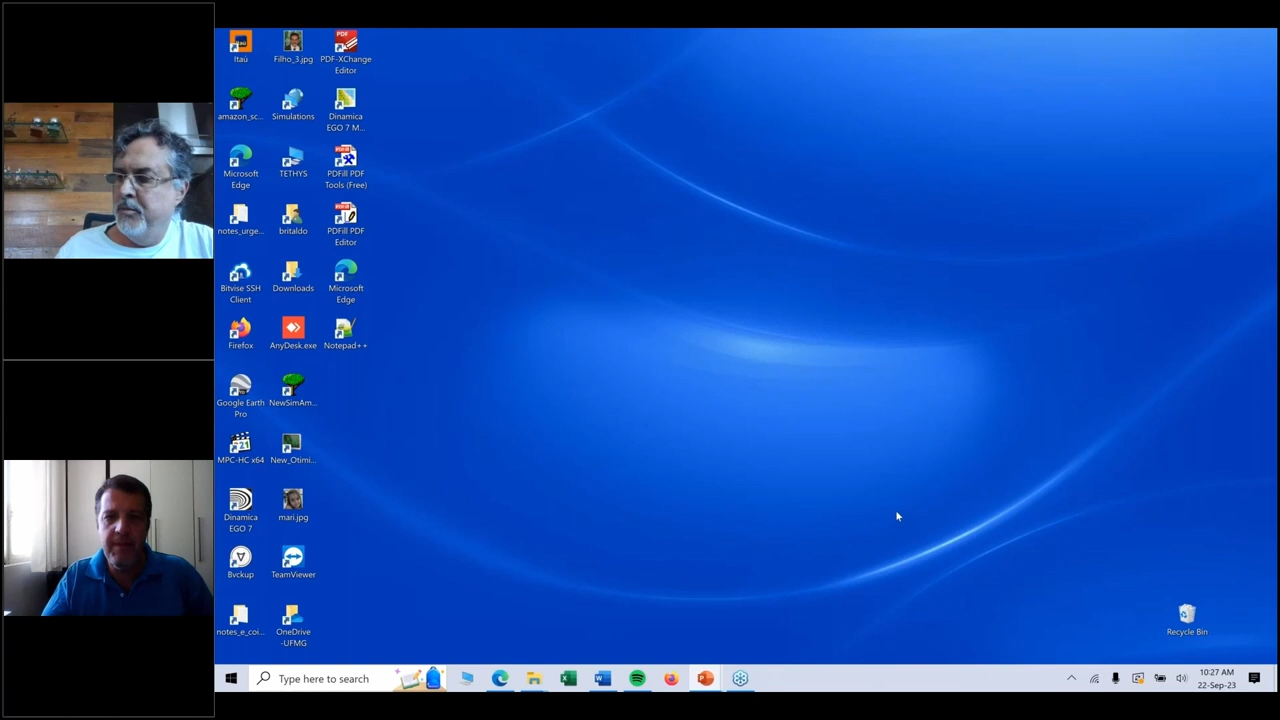 Itaú
Filho_3.jpg
PDF-XChange
Editor
amazon_sc...
Simulations
Dinamica
EGO 7 M...
Microsoft
Edge
TETHYS
PDFill PDF
Tools (Free)
notes_urge...
britaldo
PDFill PDF
Editor
Bitvise SSH
Client
Downloads
Microsoft
Edge
Firefox
AnyDesk.exe
Notepad++
Google Earth
Pro
NewSimAm...
MPC-HC x64
New_Otimi...
Dinamica
EGO 7
mari.jpg
Bvckup
TeamViewer
notes_e_coi...
OneDrive
-UFMG
Recycle Bin
Type here to search
10:27 AM
22-Sep-23